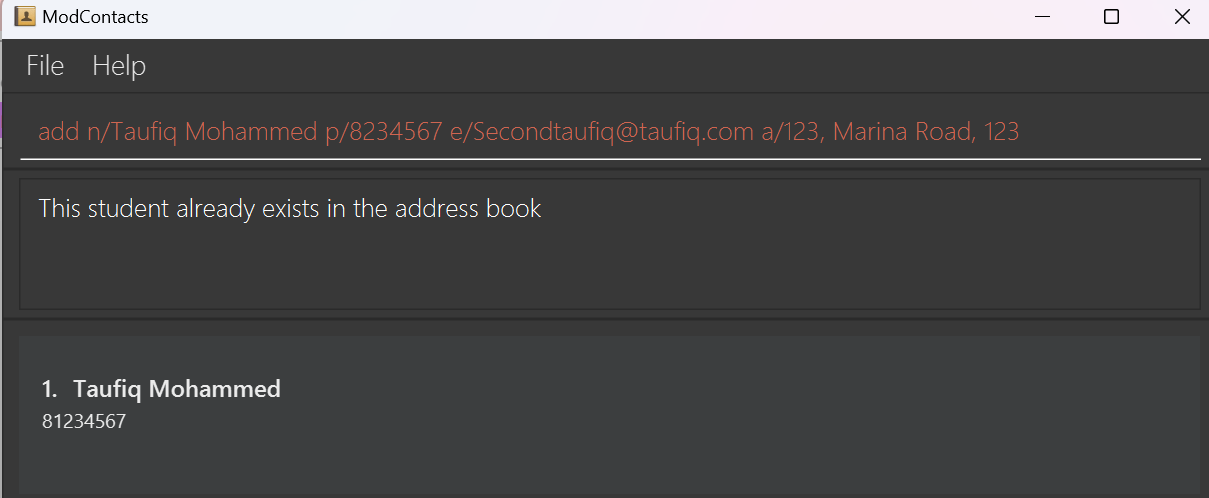 ModContacts
File Help
add n/Taufiq Mohammed p/8234567 e/Secondtaufiq@taufiq.com a/123, Marina Road, 123
This student already exists in the address book
1. Taufiq Mohammed
81234567